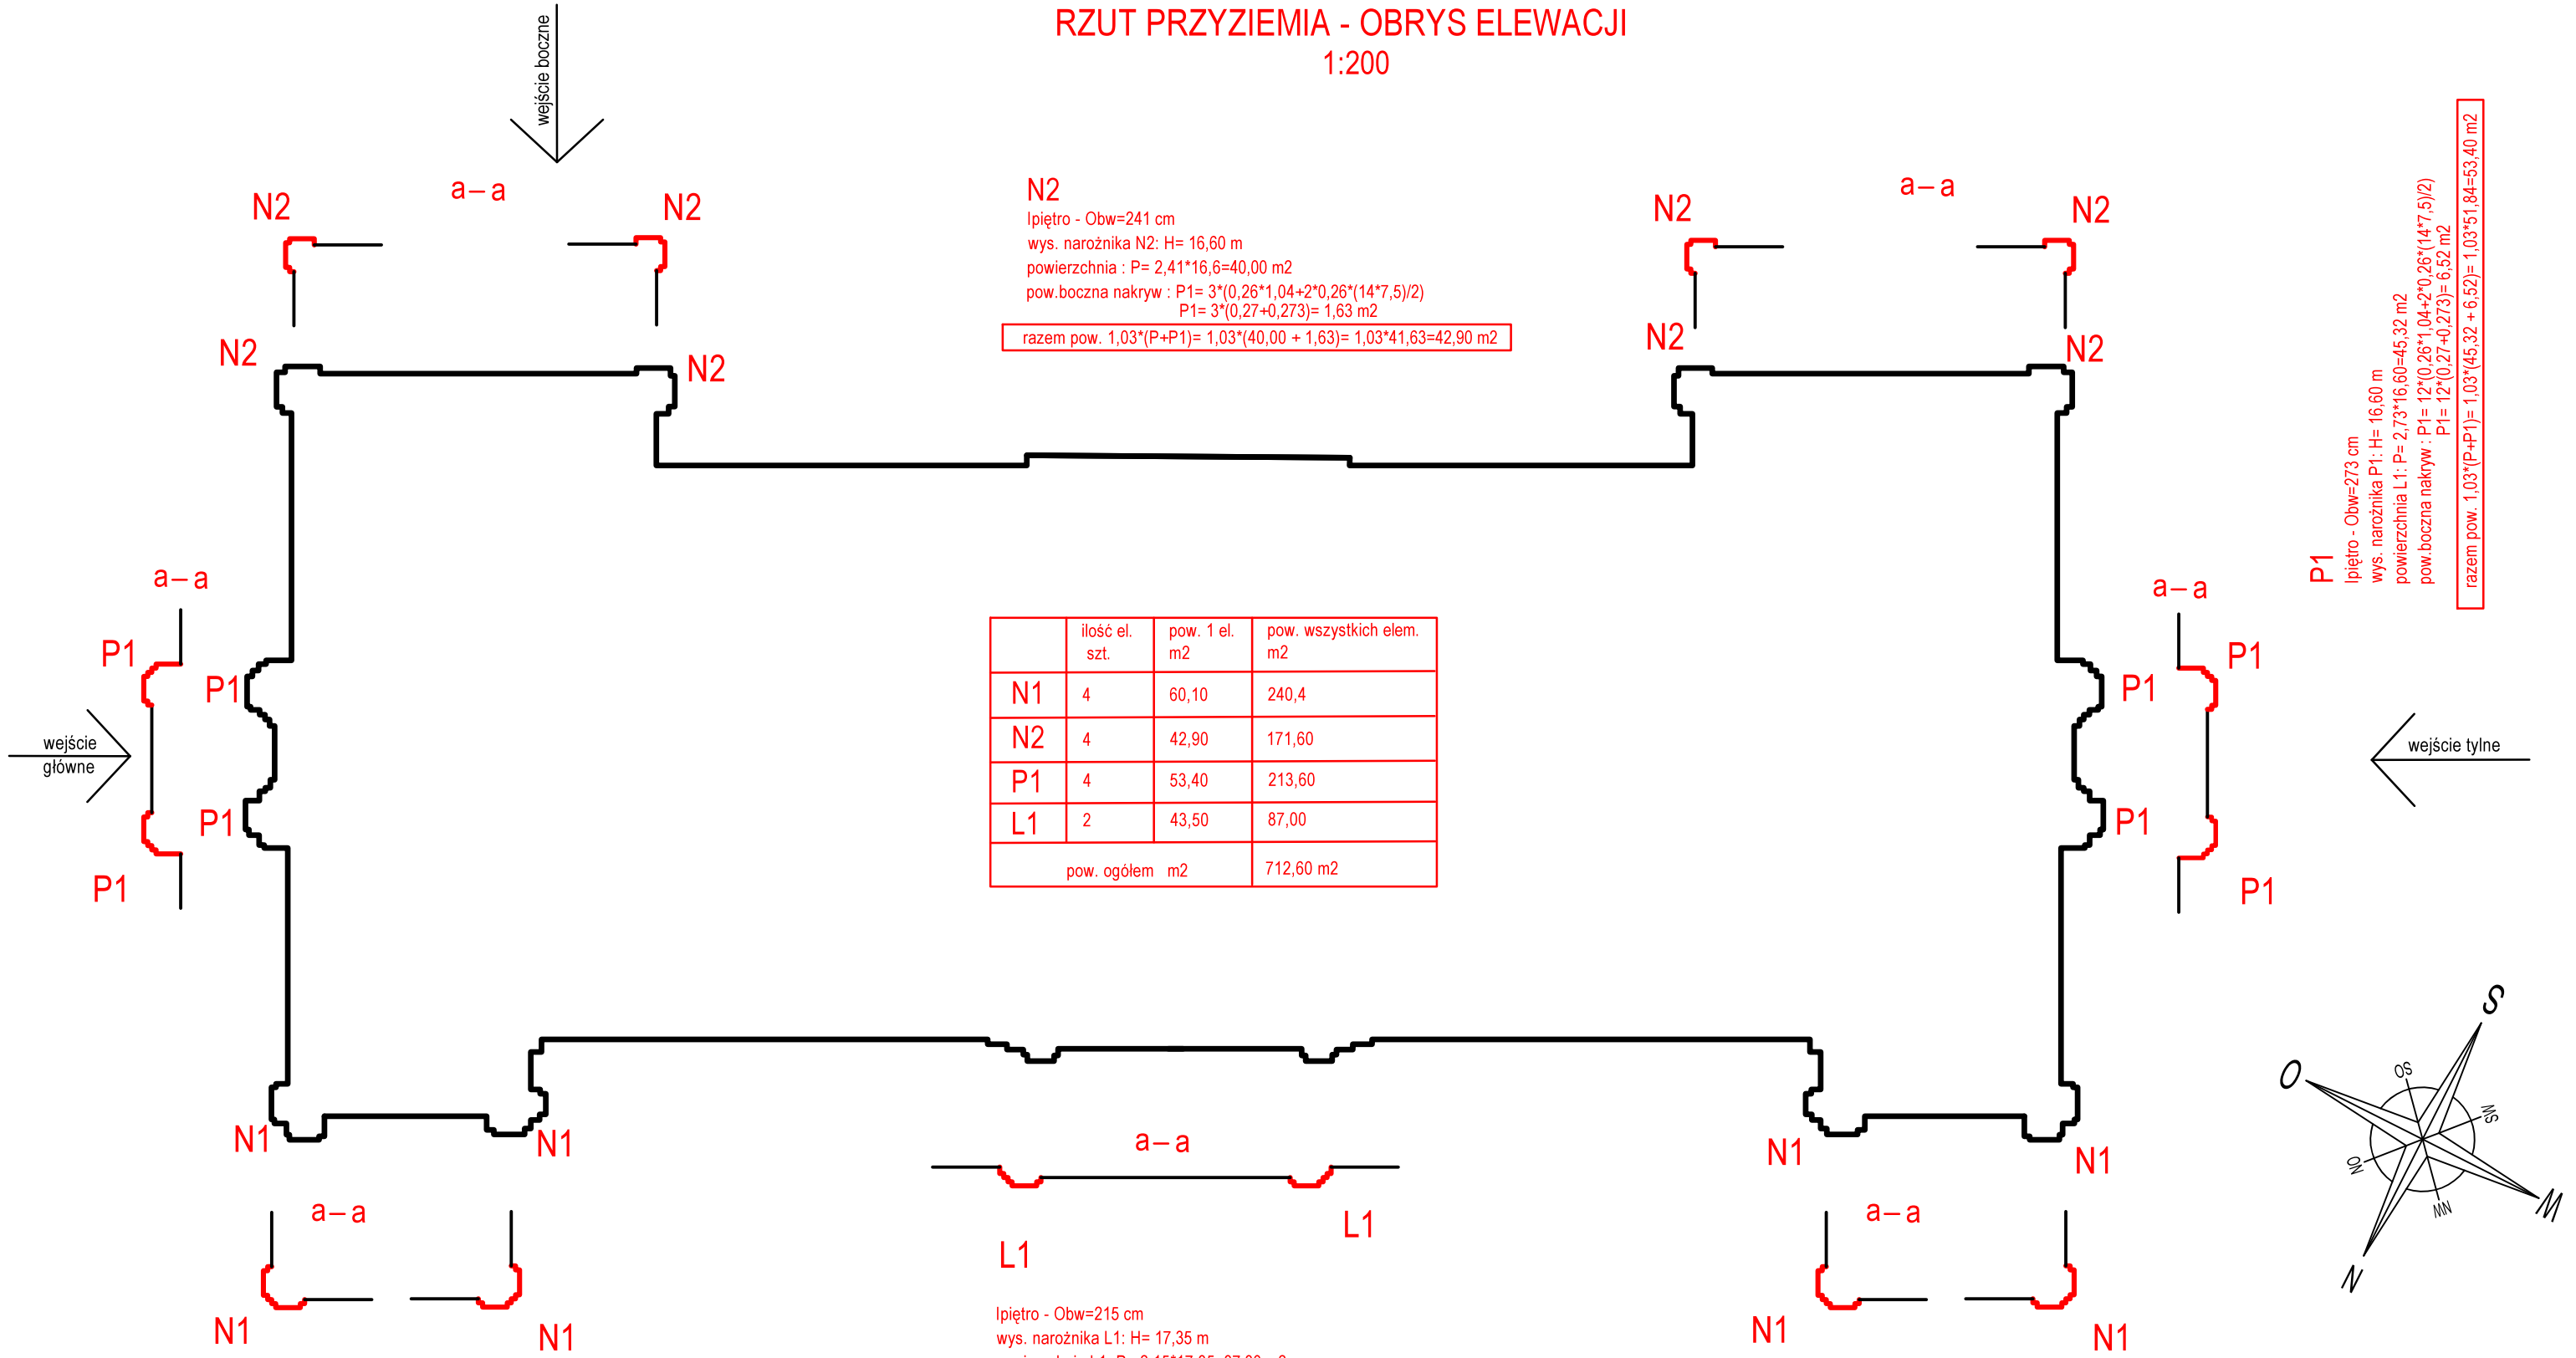 RZUT PRZYZIEMIA - OBRYS ELEWACJI
1:200
wejście boczne
N2
a–a
N2
N2
a–a
N2
N2
Ipiętro - Obw=241 cm
wys. narożnika N2: H= 16,60 m
powierzchnia : P= 2,41*16,6=40,00 m2
pow.boczna nakryw : P1= 3*(0,26*1,04+2*0,26*(14*7,5)/2)
P1= 3*(0,27+0,273)= 1,63 m2
razem pow. 1,03*(P+P1)= 1,03*(40,00 + 1,63)= 1,03*41,63=42,90 m2
N2
N2
N2
N2
P1
Ipiętro - Obw=273 cm
wys. narożnika P1: H= 16,60 m
powierzchnia L1: P= 2,73*16,60=45,32 m2
pow.boczna nakryw : P1= 12*(0,26*1,04+2*0,26*(14*7,5)/2)
P1= 12*(0,27+0,273)= 6,52 m2
razem pow. 1,03*(P+P1)= 1,03*(45,32 + 6,52)= 1,03*51,84=53,40 m2
a–a
P1
P1
wejście
główne
P1
P1
ilość el. szt. pow. 1 el. m2 pow. wszystkich elem. m2
N1 4 60,10 240,4
N2 4 42,90 171,60
P1 4 53,40 213,60
L1 2 43,50 87,00
pow. ogółem m2 712,60 m2
a–a
P1
P1
wejście tylne
P1
P1
N1
N1
a–a
N1
N1
a–a
L1
L1
N1
N1
a–a
N1
N1
S
O
OS
SW
NO
NW
W
N
Ipiętro - Obw=215 cm
wys. narożnika L1: H= 17,35 m